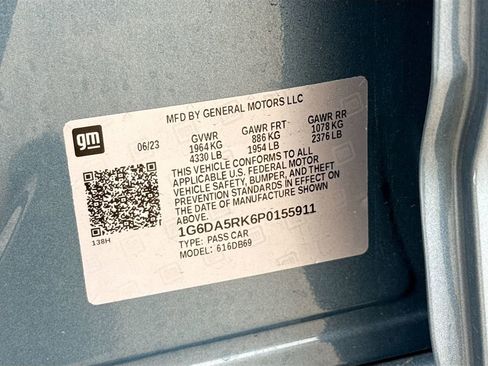 MFD BY GENERAL MOTORS LLC
gm
06/23
GVWR GAWR FRT GAWR RR
1964 KG 886 KG 1078 KG
4330 LB 1954 LB 2376 LB
THIS VEHICLE CONFORMS TO ALL
APPLICABLE U.S. FEDERAL MOTOR
VEHICLE SAFETY, BUMPER, AND THEFT
PREVENTION STANDARDS IN EFFECT ON
THE DATE OF MANUFACTURE SHOWN ABOVE.
1G6DA5RK6P0155911
TYPE: PASS CAR
MODEL: 616DB69
138H